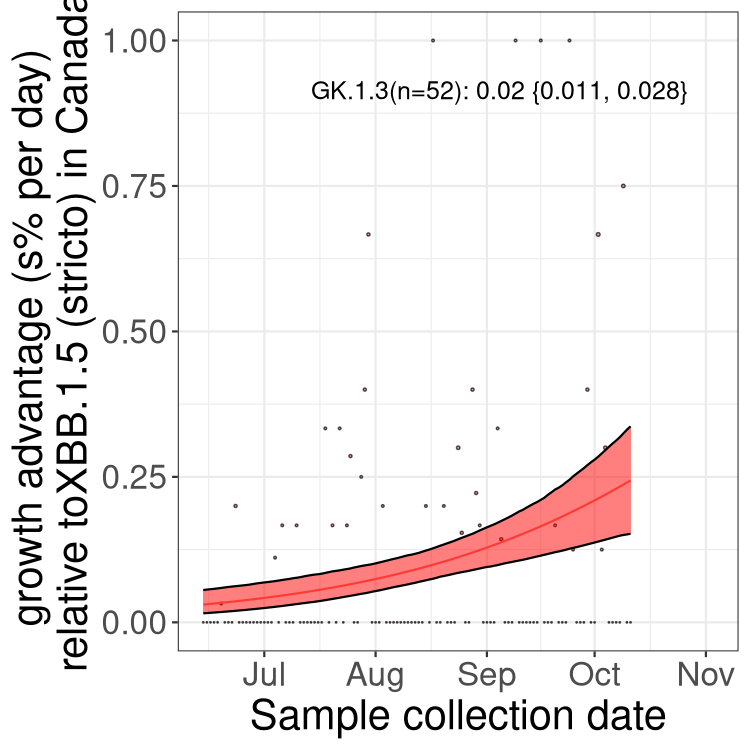 growth advantage (s% per day)
relative toXBB.1.5 (stricto) in Canada
1.00
0.75
0.50
0.25
0.00
GK.1.3(n=52): 0.02 {0.011, 0.028}
Jul Aug Sep Oct Nov
Sample collection date